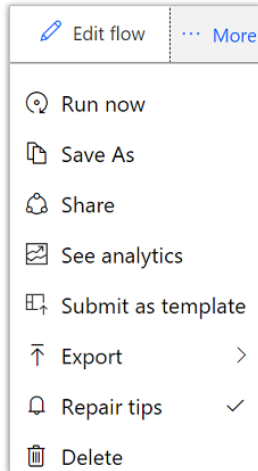 Edit flow ··· More
Run now
Save As
Share
See analytics
Submit as template
Export
Repair tips
Delete